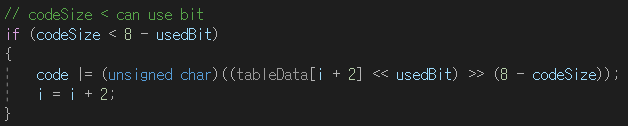 // codeSize < can use bit
if (codeSize < 8 - usedBit)
{
    code |= (unsigned char)((tableData[i + 2] << usedBit) >> (8 - codeSize));
    i = i + 2;
}